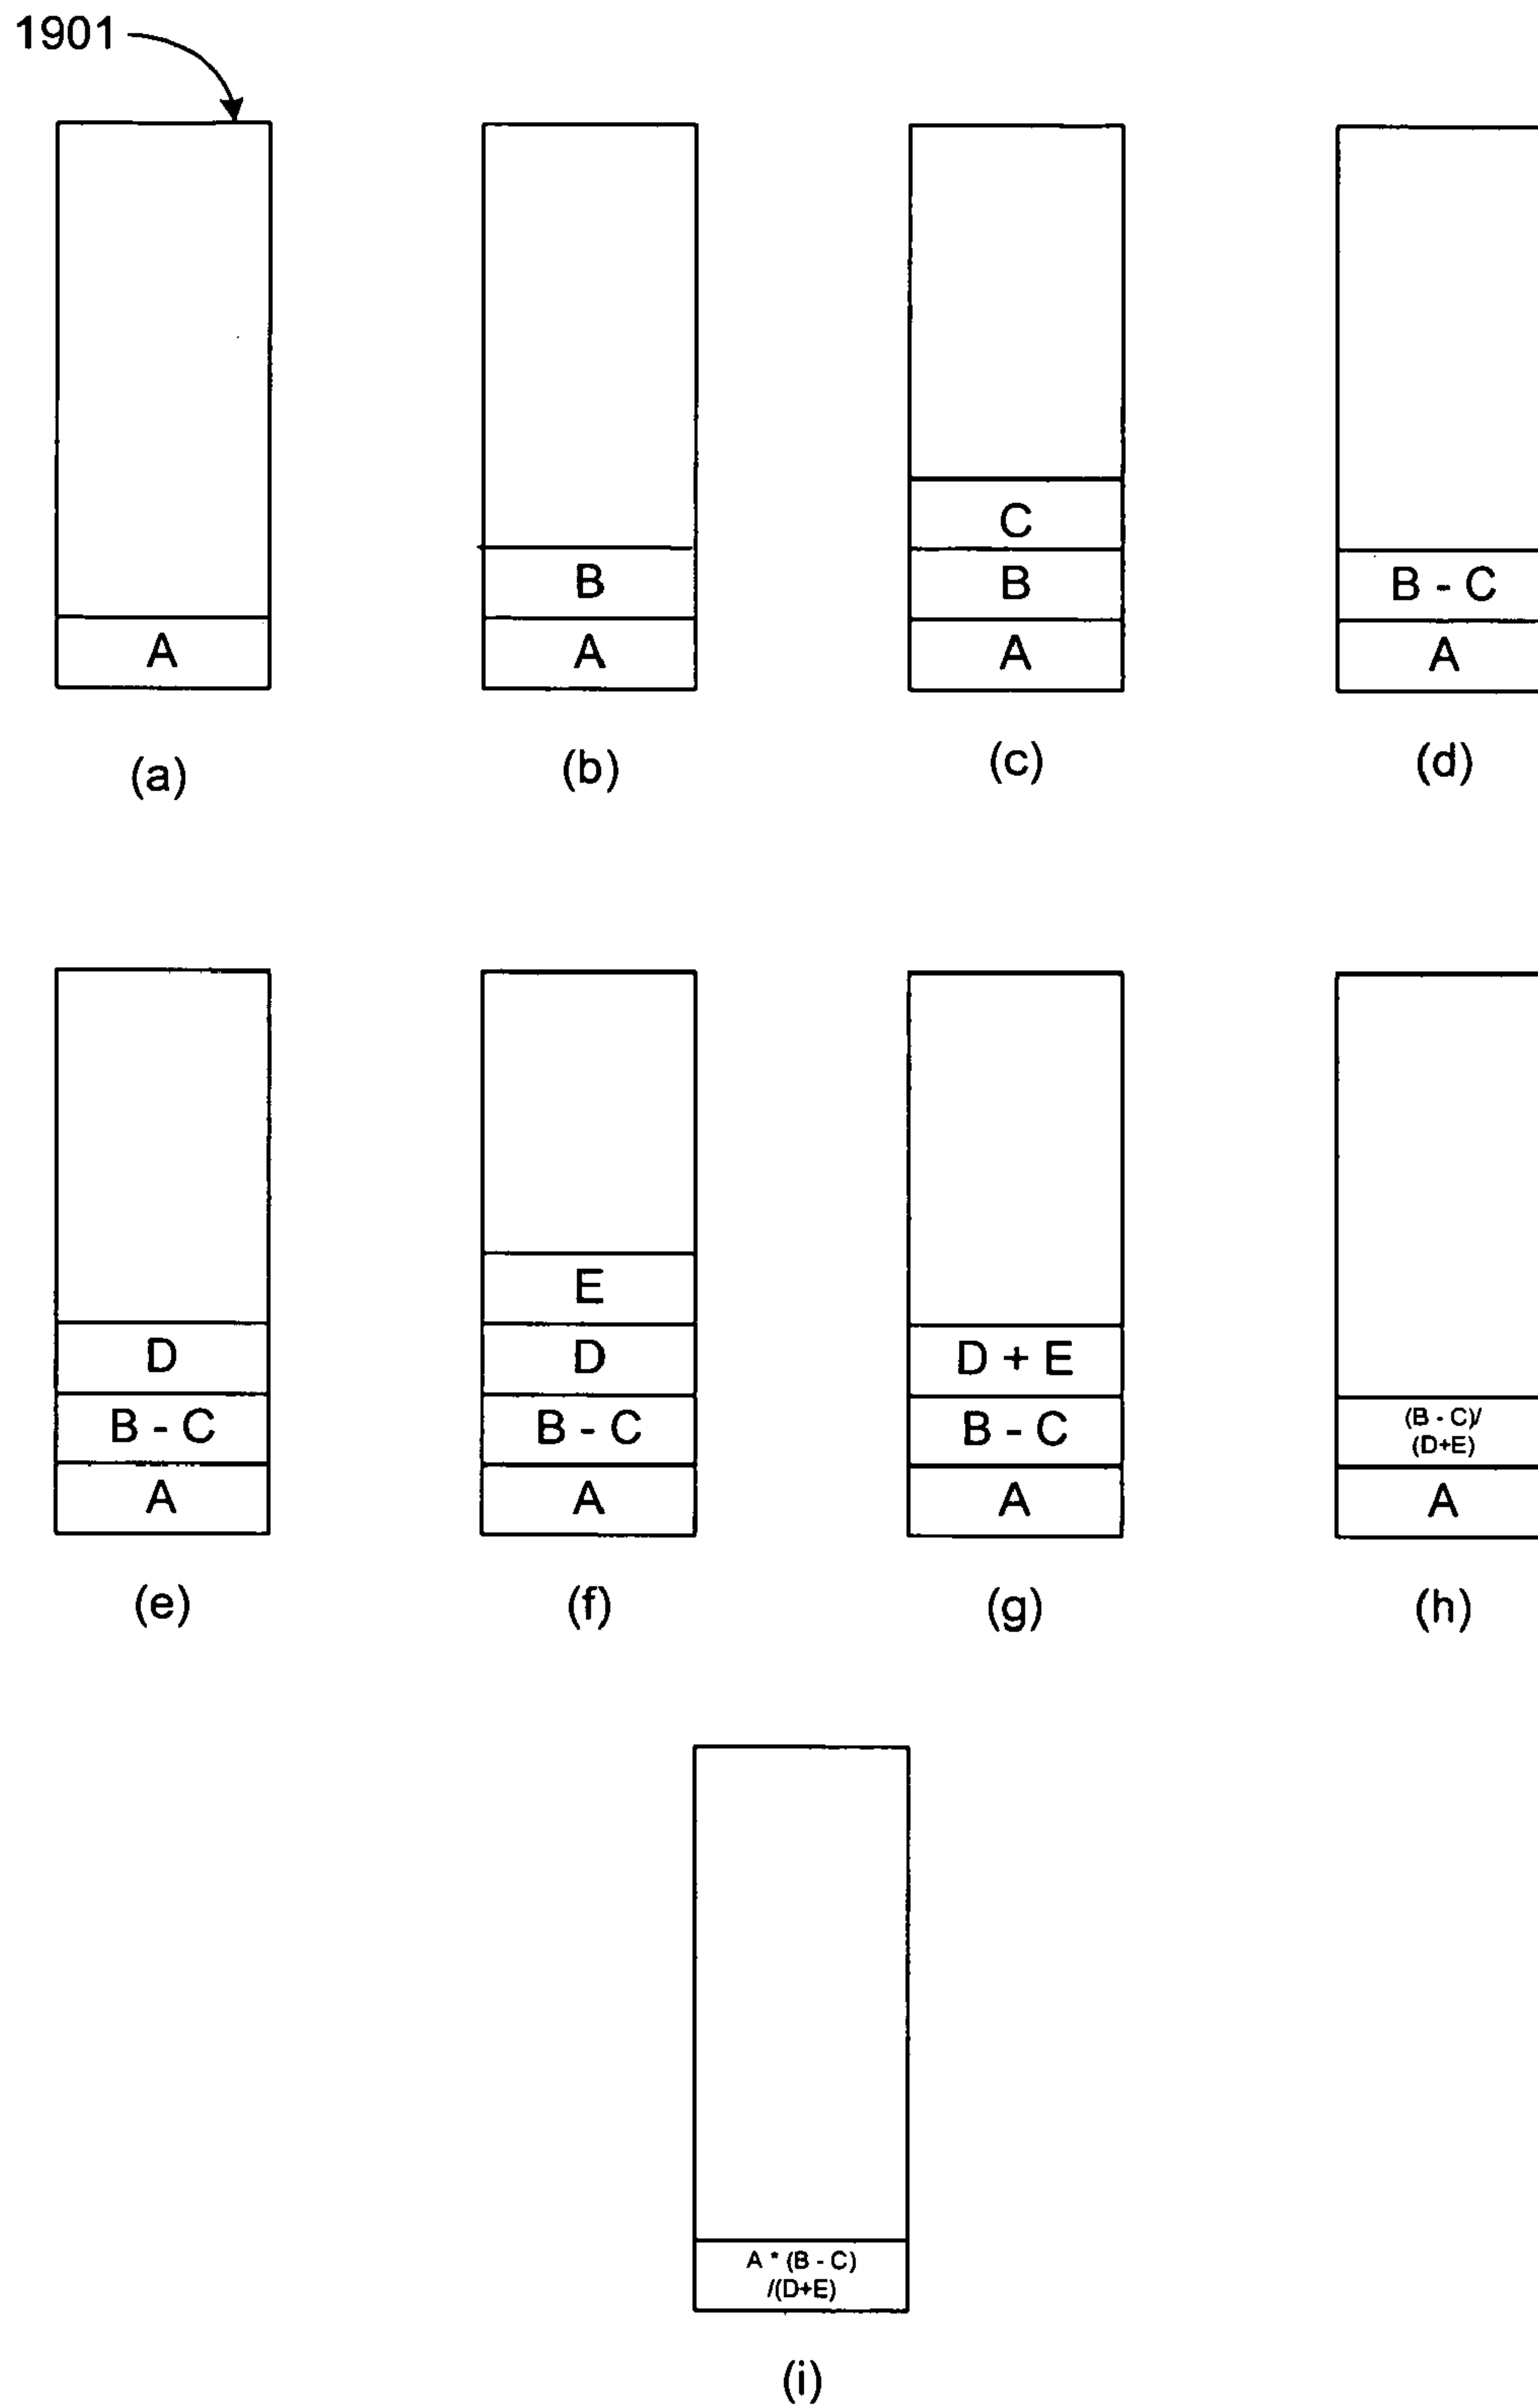 1901
A
(a)
B
A
(b)
C
B
A
(c)
B - C
A
(d)
D
B - C
A
(e)
E
D
B - C
A
(f)
D + E
B - C
A
(g)
(B - C)/
(D+E)
A
(h)
A * (B - C)
/(D+E)
(i)